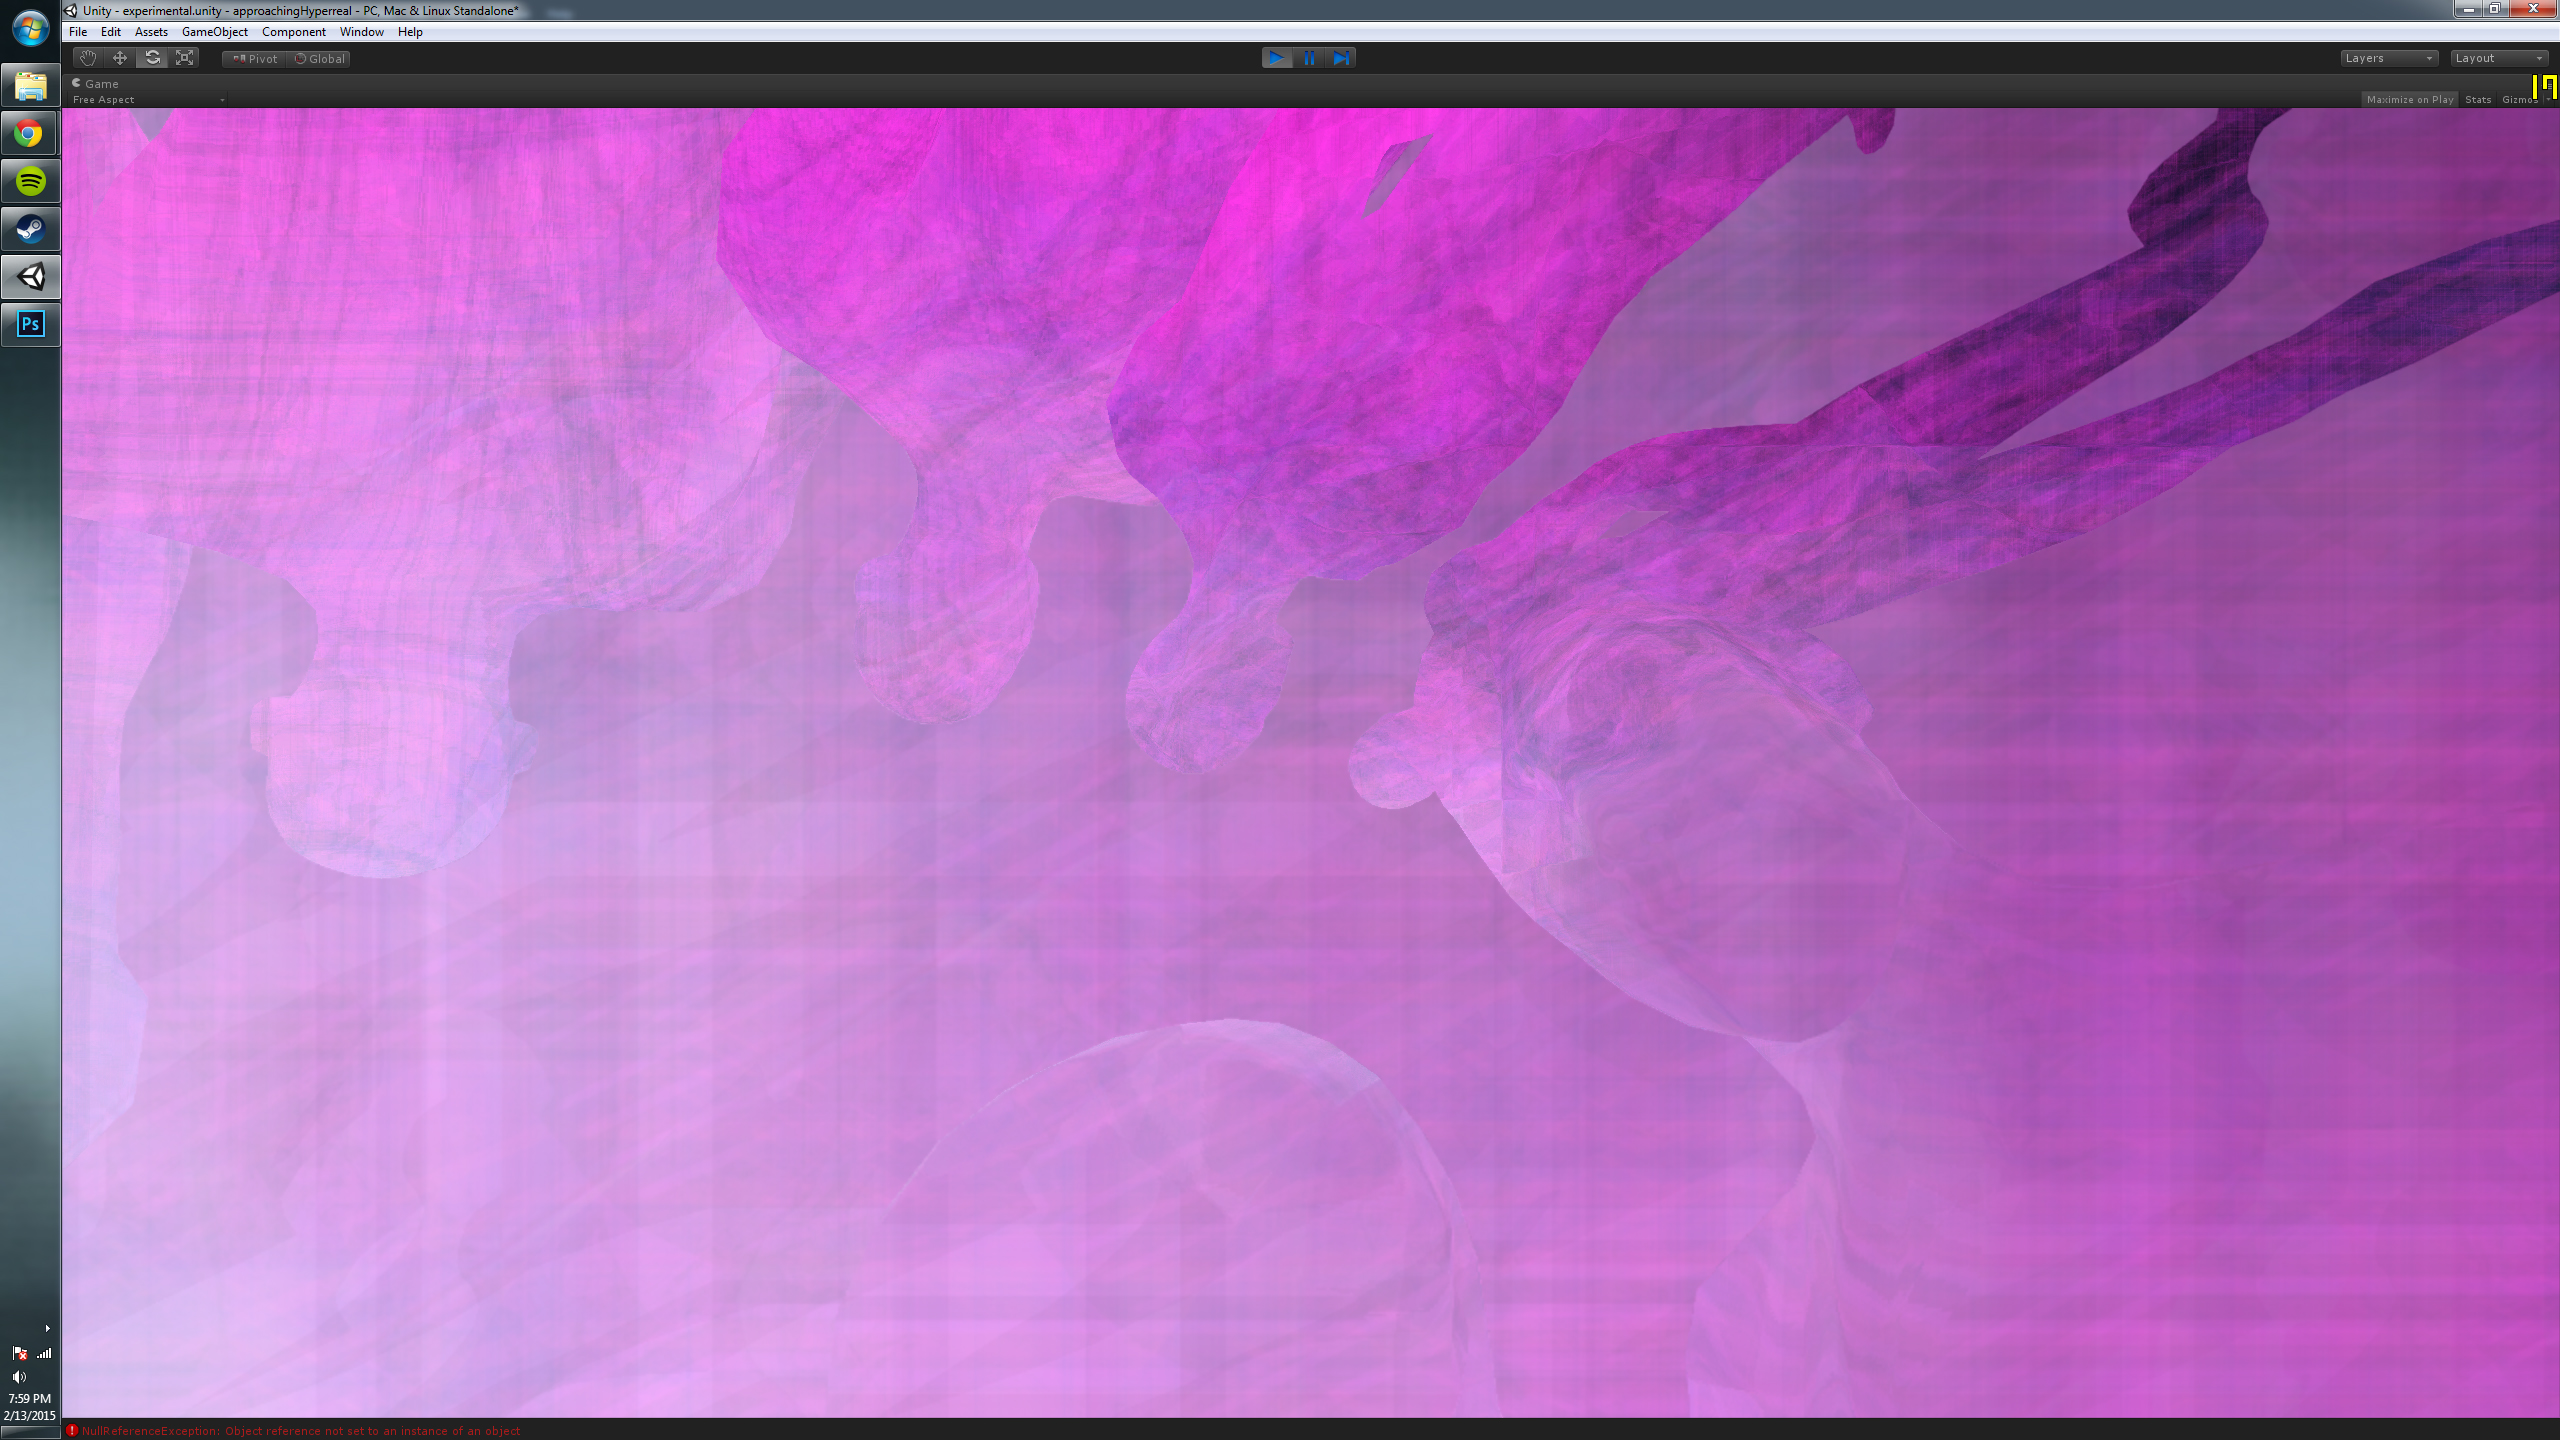 Unity - experimental.unity - approachingHyperreal - PC, Mac & Linux Standalone*
File Edit Assets GameObject Component Window Help
Pivot Global Layers Layout
Game
Free Aspect Maximize on Play Stats Gizmos
Ps
7:59 PM
2/13/2015
NullReferenceException: Object reference not set to an instance of an object